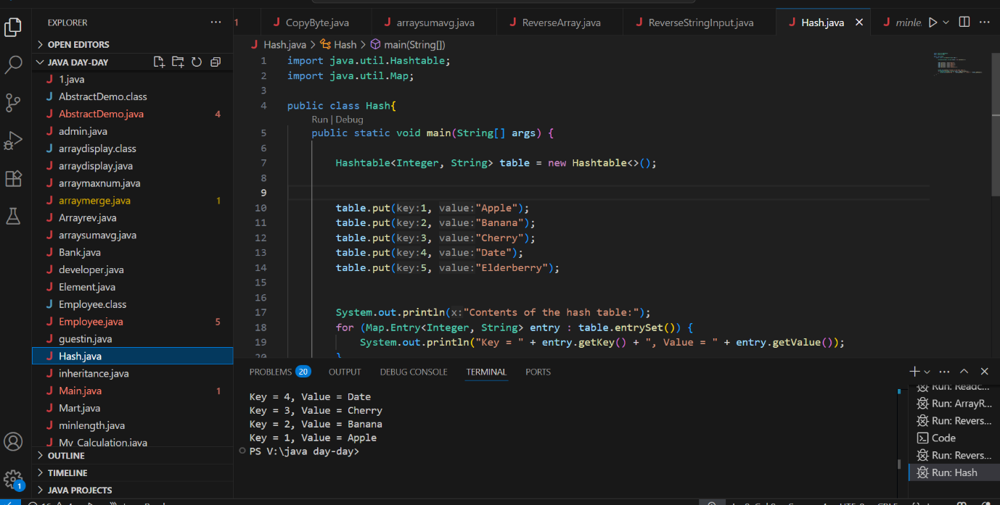 EXPLORER
OPEN EDITORS
JAVA DAY-DAY
1.java
AbstractDemo.class
AbstractDemo.java 4
admin.java
arraydisplay.class
arraydisplay.java
arraymaxnum.java
arraymerge.java 1
Arrayrev.java
arraysumavg.java
Bank.java
developer.java
Element.java
Employee.class
Employee.java 5
guestin.java
Hash.java
inheritance.java
Main.java 1
Mart.java
minlength.java
My_Calculation.java
OUTLINE
TIMELINE
JAVA PROJECTS
1
1 CopyByte.java arraysumavg.java ReverseArray.java ReverseStringInput.java Hash.java minle
Hash.java > Hash > main(String[])
1 import java.util.Hashtable;
2 import java.util.Map;
3
4 public class Hash{
Run | Debug
5 public static void main(String[] args) {
6
7 Hashtable<Integer, String> table = new Hashtable<>();
8
9
10 table.put(key:1, value:"Apple");
11 table.put(key:2, value:"Banana");
12 table.put(key:3, value:"Cherry");
13 table.put(key:4, value:"Date");
14 table.put(key:5, value:"Elderberry");
15
16
17 System.out.println(x:"Contents of the hash table:");
18 for (Map.Entry<Integer, String> entry : table.entrySet()) {
19 System.out.println("Key = " + entry.getKey() + ", Value = " + entry.getValue());
20 }
PROBLEMS 20 OUTPUT DEBUG CONSOLE TERMINAL PORTS
Key = 4, Value = Date
Key = 3, Value = Cherry
Key = 2, Value = Banana
Key = 1, Value = Apple
PS V:\java day-day>
Run: Readc...
Run: ArrayR...
Run: Revers...
Code
Run: Revers...
Run: Hash